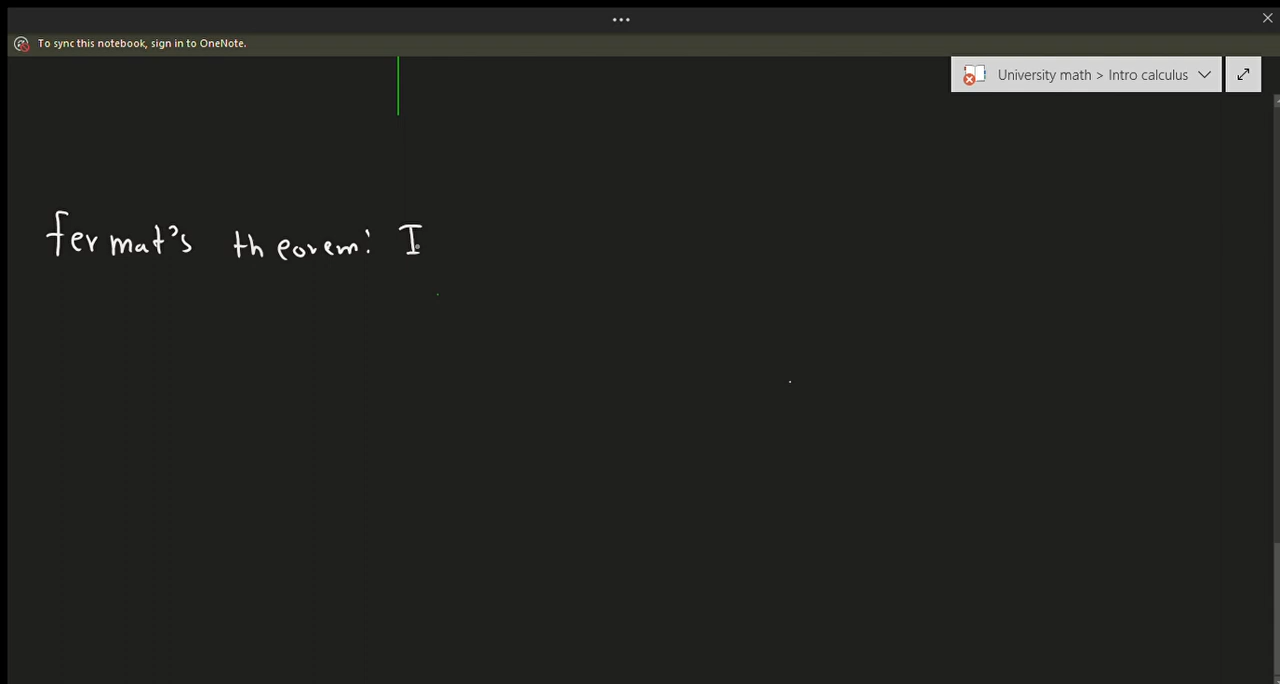 •••
To sync this notebook, sign in to OneNote.
University math > Intro calculus
fermat's theorem: I